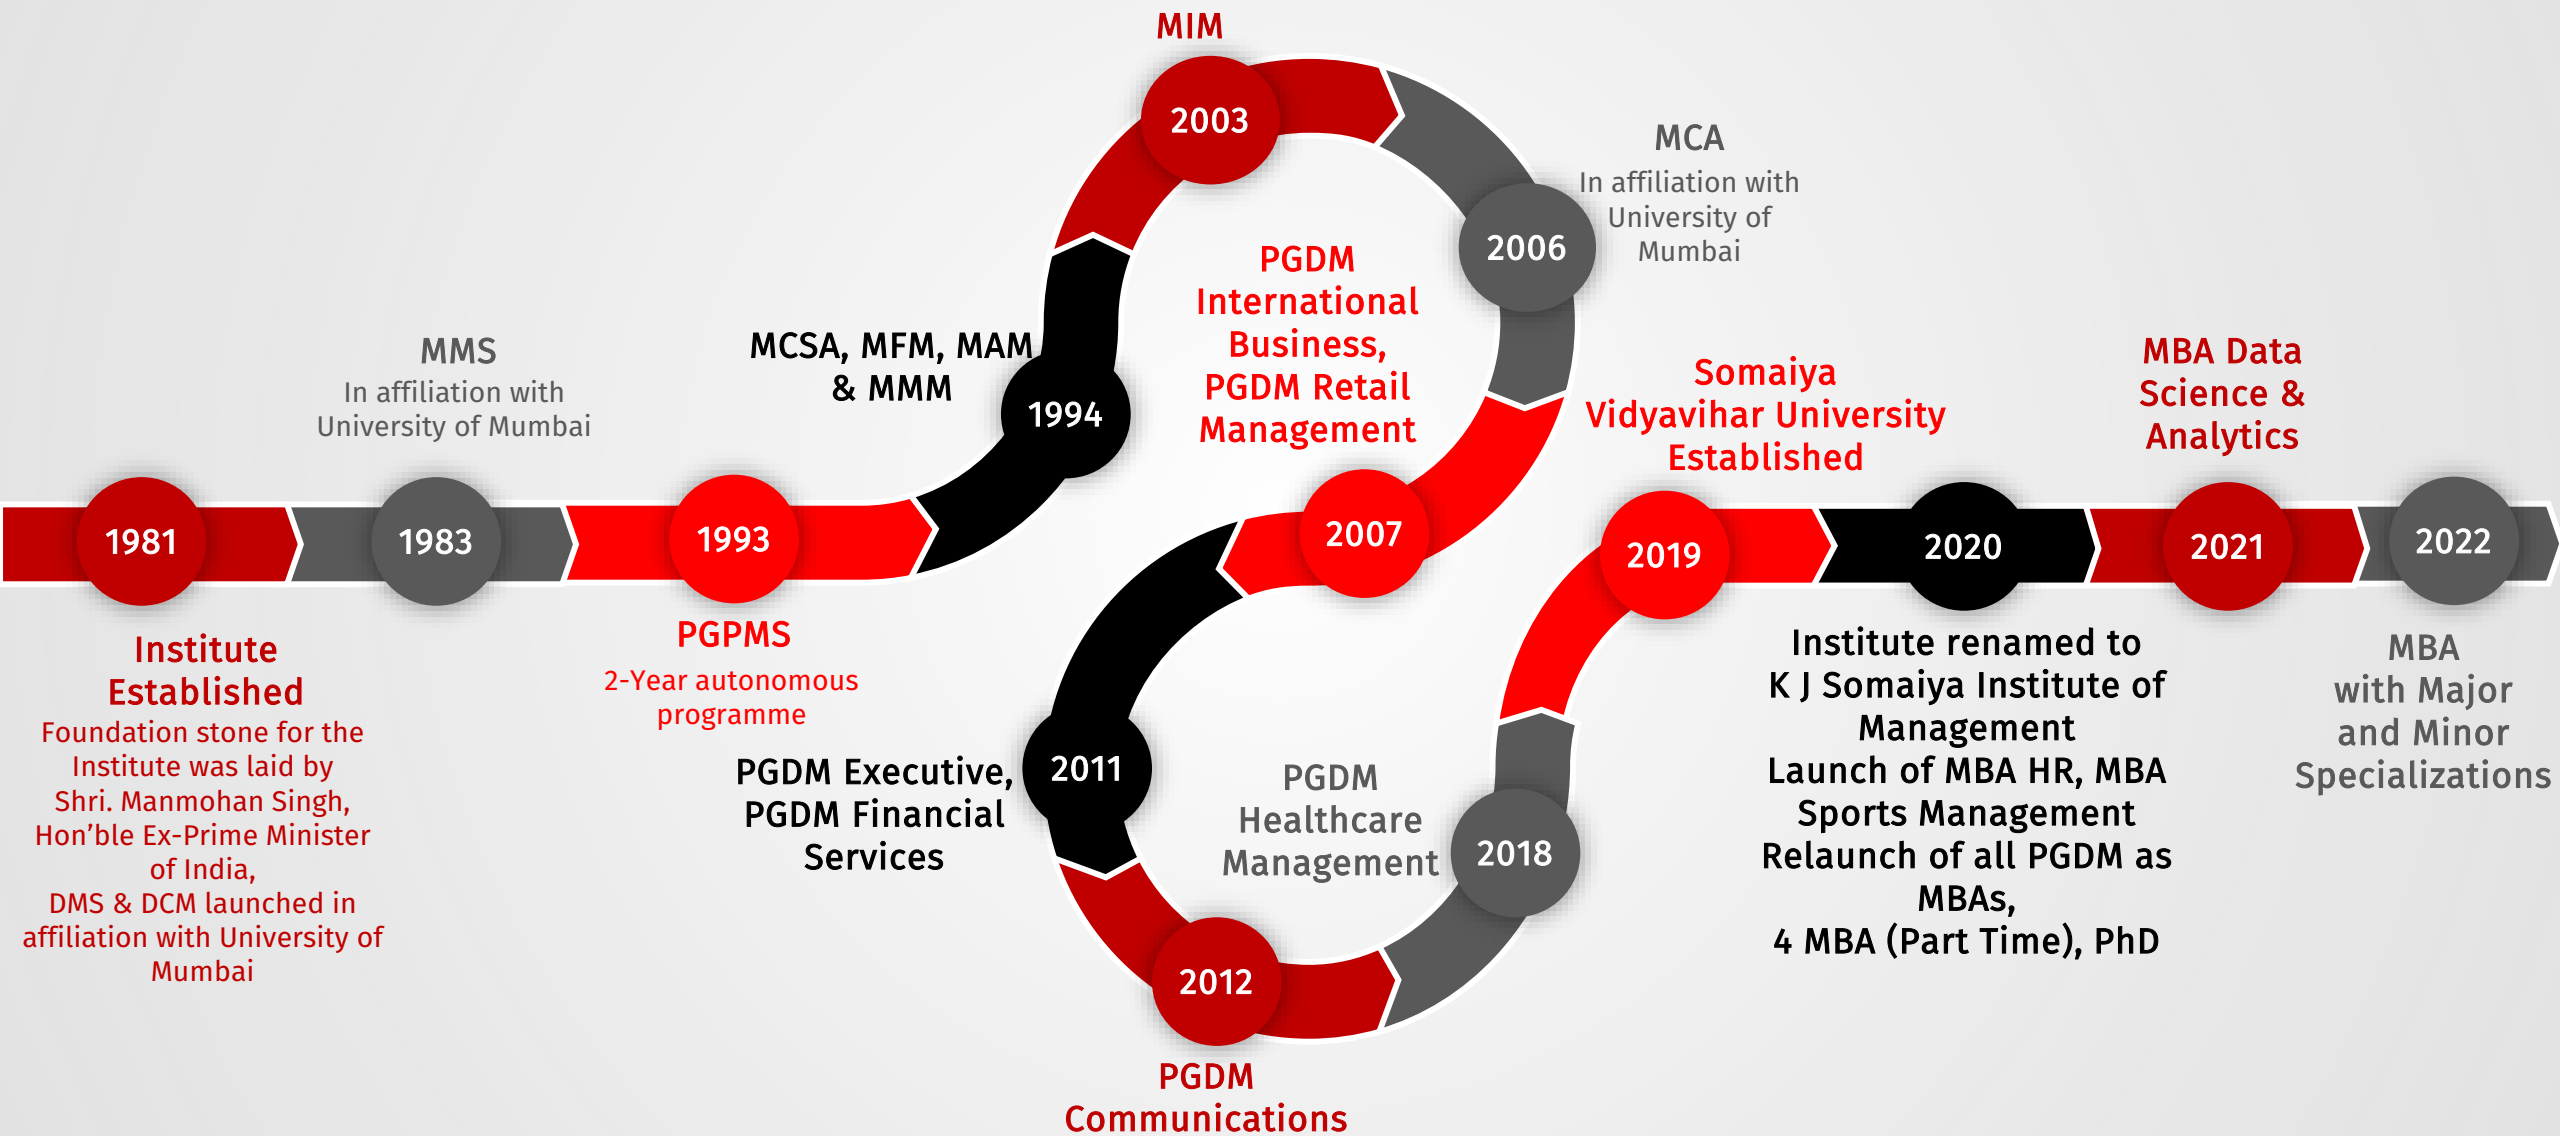 1981
Institute
Established
Foundation stone for the
Institute was laid by
Shri. Manmohan Singh,
Hon’ble Ex-Prime Minister
of India,
DMS & DCM launched in
affiliation with University of
Mumbai
MMS
In affiliation with
University of Mumbai
1983
1993
PGPMS
2-Year autonomous
programme
MCSA, MFM, MAM
& MMM
1994
MIM
2003
MCA
In affiliation with
University of
Mumbai
2006
PGDM
International
Business,
PGDM Retail
Management
2007
2011
PGDM Executive,
PGDM Financial
Services
2012
PGDM
Communications
PGDM
Healthcare
Management
2018
Somaiya
Vidyavihar University
Established
2019
2020
Institute renamed to
K J Somaiya Institute of
Management
Launch of MBA HR, MBA
Sports Management
Relaunch of all PGDM as
MBAs,
4 MBA (Part Time), PhD
MBA Data
Science &
Analytics
2021
2022
MBA
with Major
and Minor
Specializations